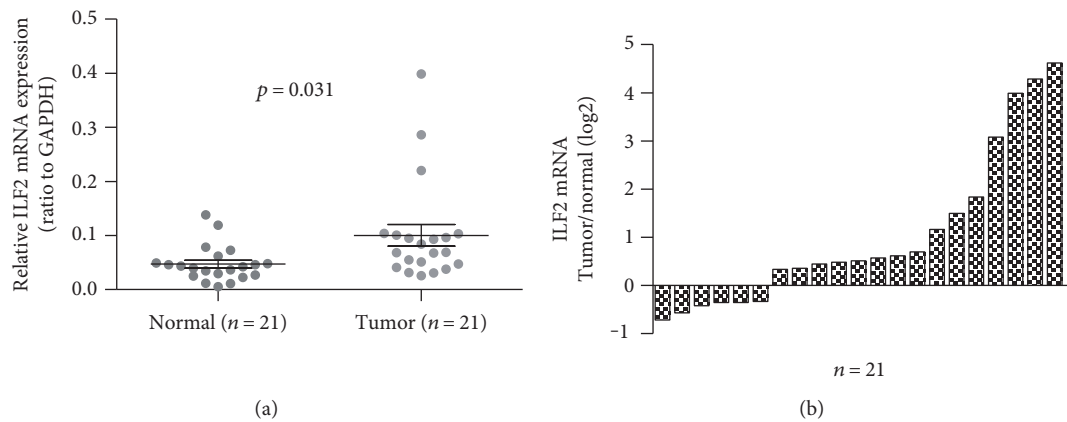 Relative ILF2 mRNA expression
(ratio to GAPDH)
0.5
0.4
0.3
0.2
0.1
0.0
p = 0.031
Normal (n = 21)
Tumor (n = 21)
(a)
ILF2 mRNA
Tumor/normal (log2)
5
4
3
2
1
0
−1
n = 21
(b)